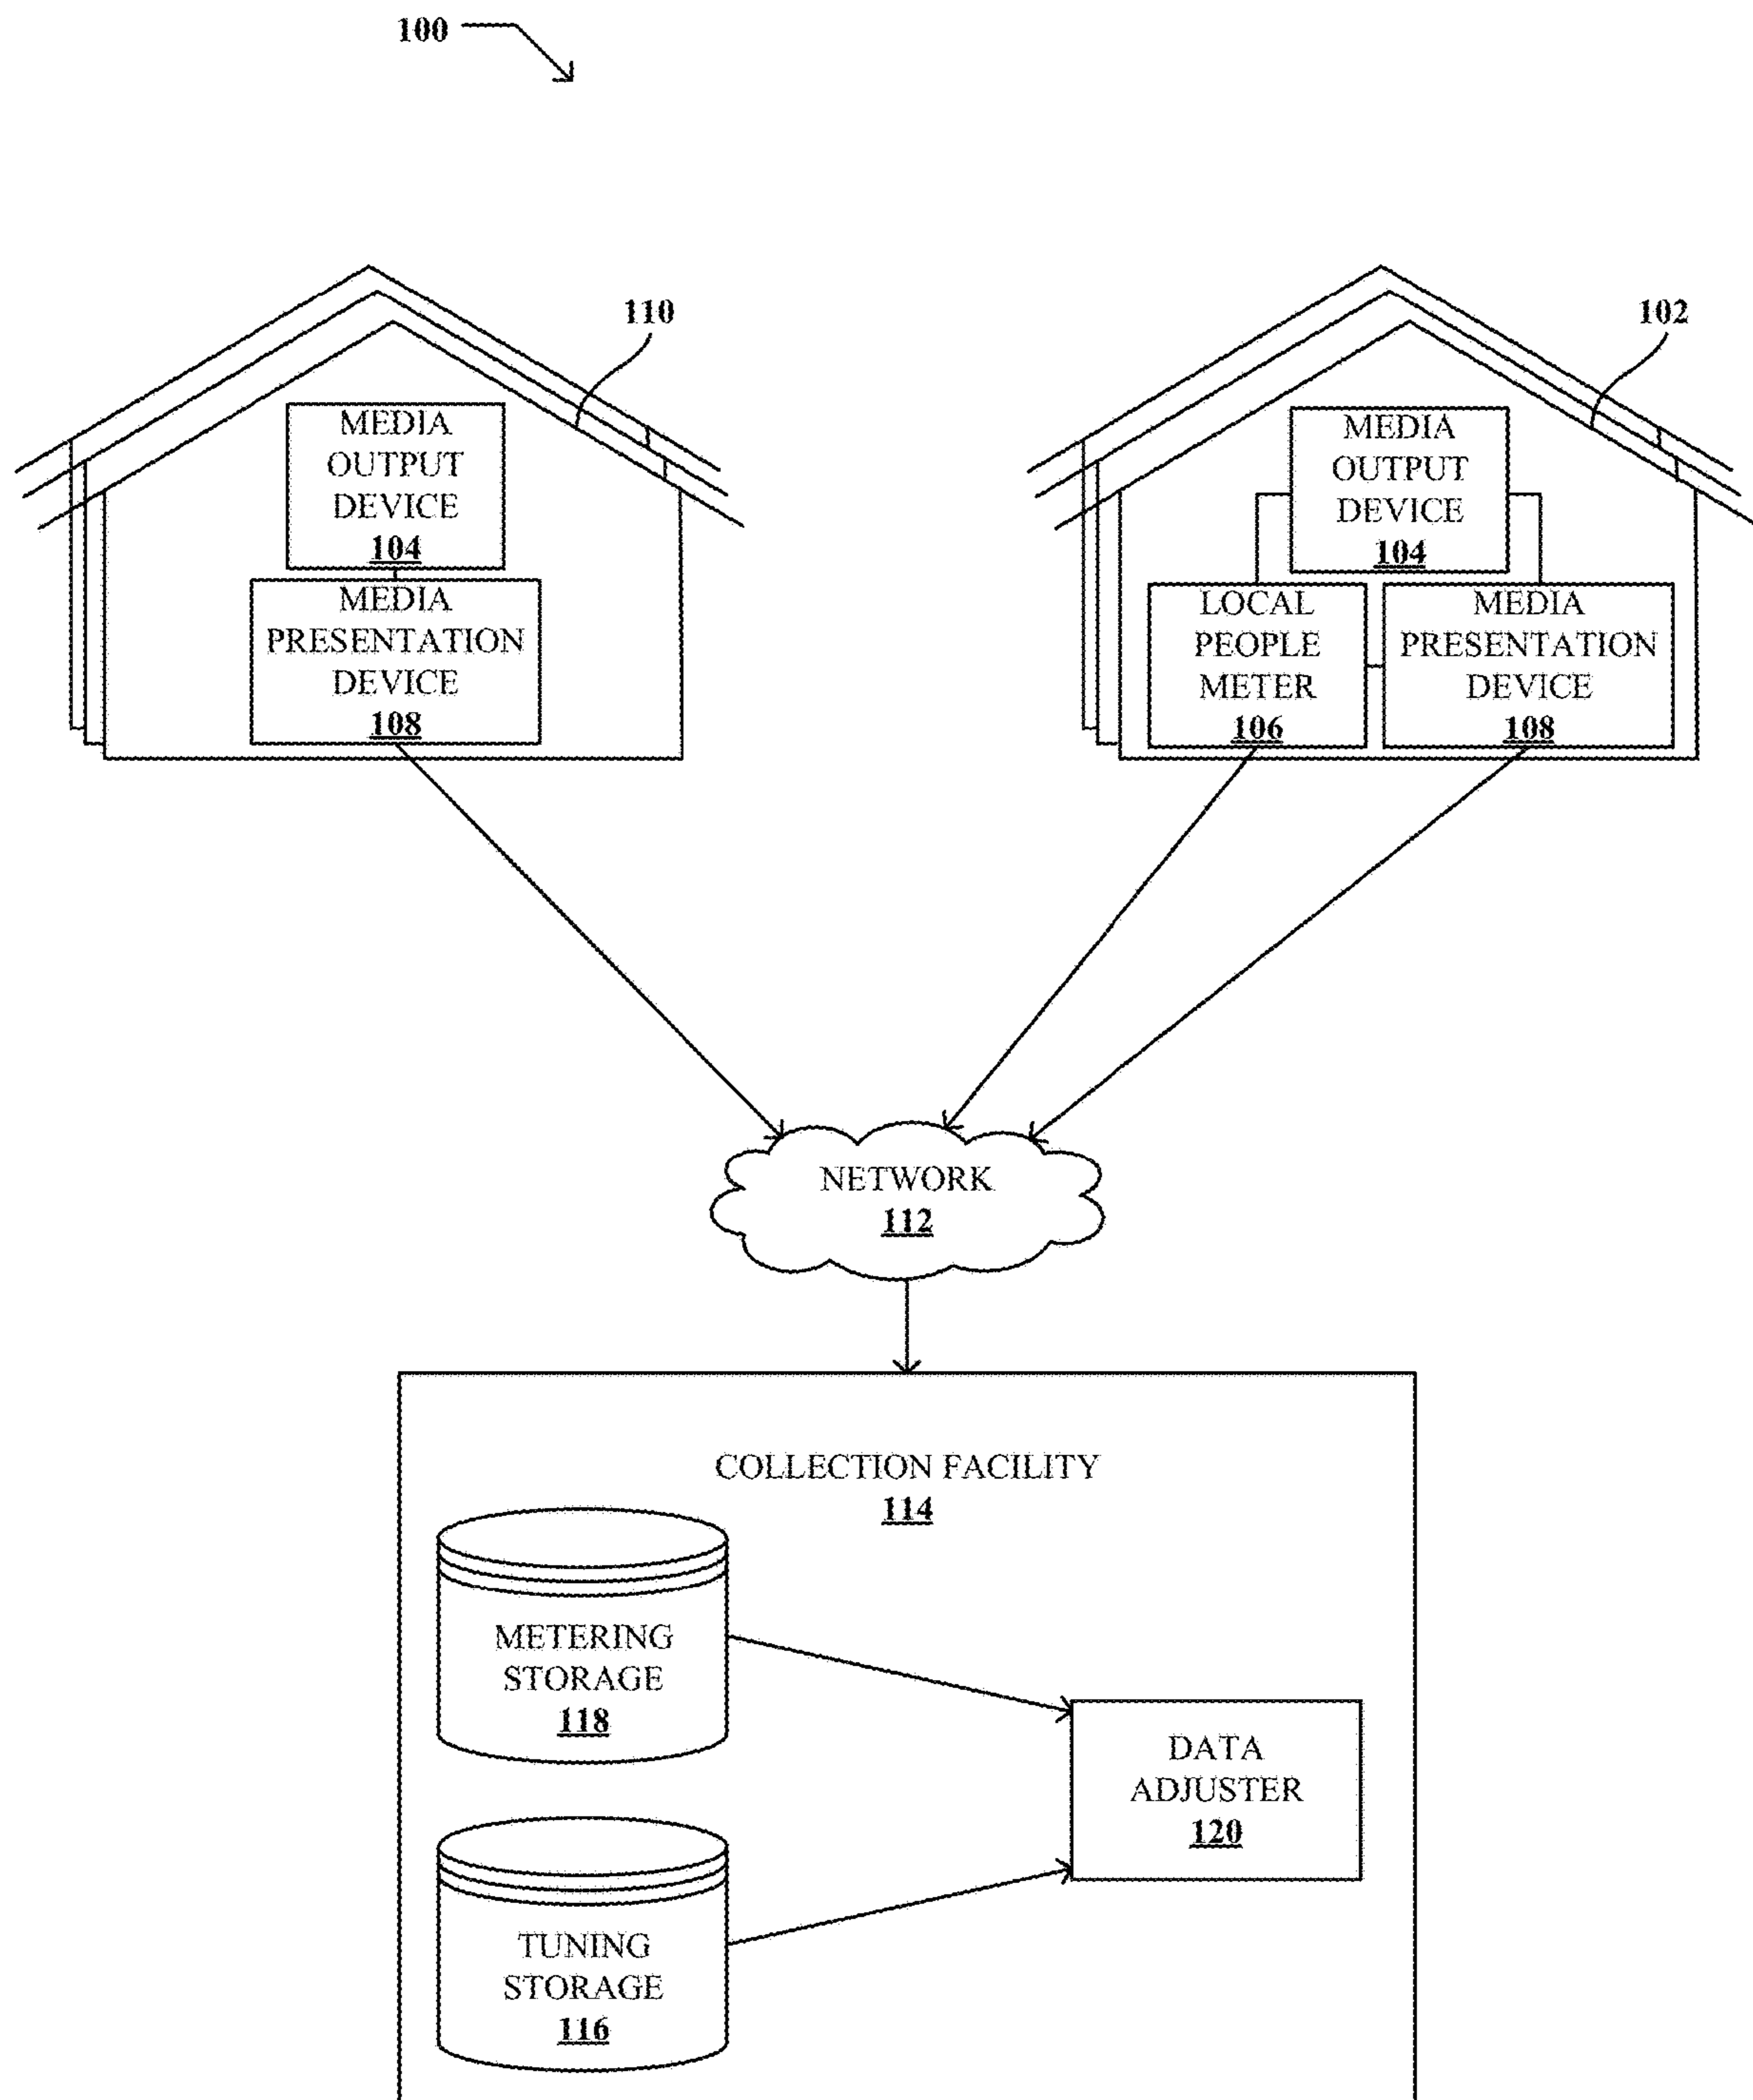 100
110
102
MEDIA
OUTPUT
DEVICE
104
MEDIA
PRESENTATION
DEVICE
108
MEDIA
OUTPUT
DEVICE
104
LOCAL
PEOPLE
METER
106
MEDIA
PRESENTATION
DEVICE
108
NETWORK
112
COLLECTION FACILITY
114
METERING
STORAGE
118
DATA
ADJUSTER
120
TUNING
STORAGE
116